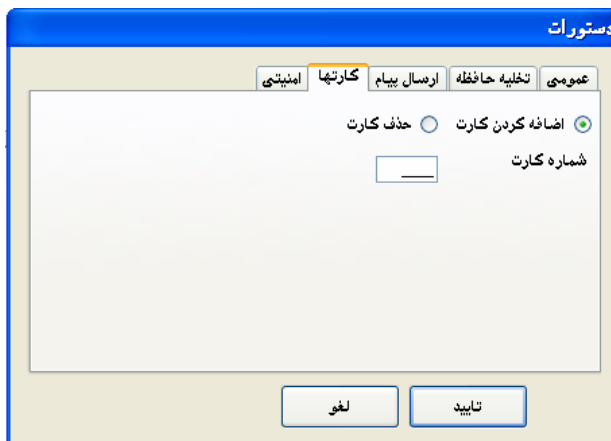 دستورات
عمومی تخلیه حافظه ارسال پیام کارتها امنیتی
اضافه کردن کارت حذف کارت
شماره کارت
تایید لغو